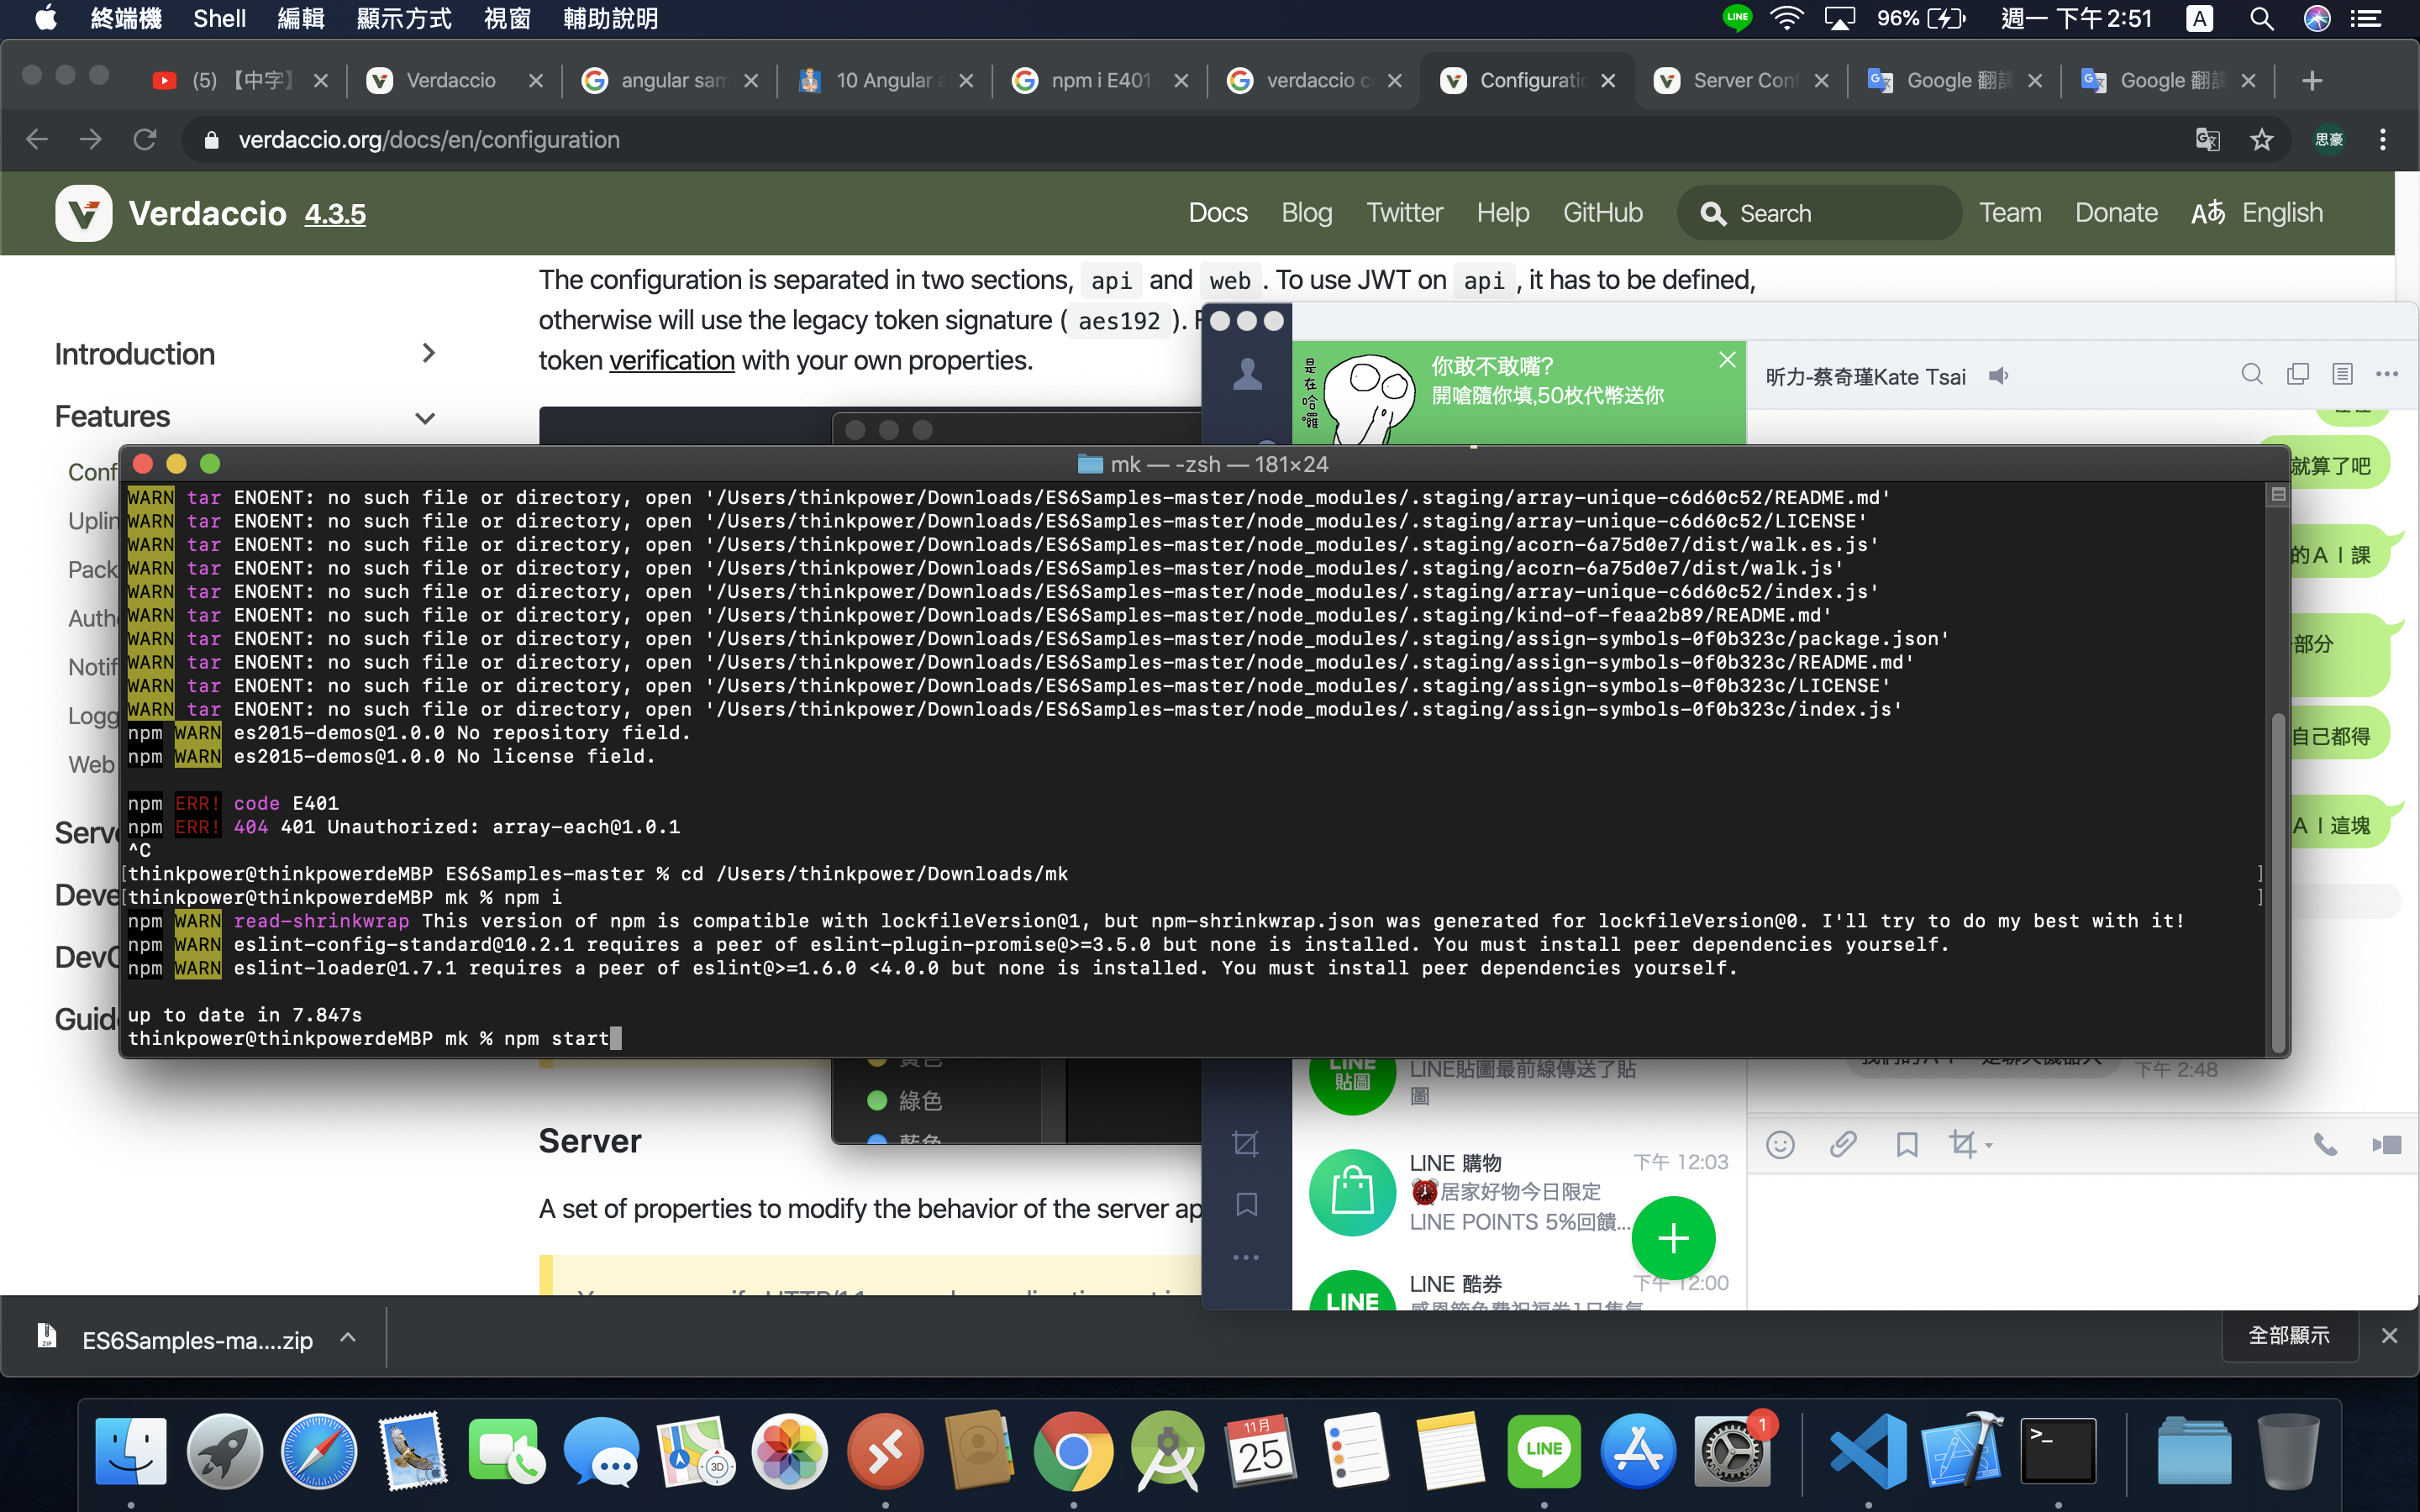 終端機 Shell 編輯 顯示方式 視窗 輔助說明
LINE 96% 週一 下午 2:51 A
(5) 【中字】
Verdaccio
angular sam
10 Angular a
npm i E401
verdaccio c
Configuratio
Server Conf
Google 翻譯
Google 翻譯
verdaccio.org/docs/en/configuration
思豪
Verdaccio 4.3.5
Docs Blog Twitter Help GitHub Search Team Donate English
The configuration is separated in two sections, api and web . To use JWT on api , it has to be defined,
otherwise will use the legacy token signature ( aes192 ). F
token verification with your own properties.
Introduction
Features
Conf
Uplin
Pack
Auth
Notif
Logg
Web
Serve
Deve
DevO
Guide
是在哈囉
你敢不敢嘴?
開嗆隨你填,50枚代幣送你
昕力-蔡奇瑾Kate Tsai
就算了吧
的ＡＩ課
部分
自己都得
ＡＩ這塊
mk — -zsh — 181×24
WARN tar ENOENT: no such file or directory, open '/Users/thinkpower/Downloads/ES6Samples-master/node_modules/.staging/array-unique-c6d60c52/README.md'
WARN tar ENOENT: no such file or directory, open '/Users/thinkpower/Downloads/ES6Samples-master/node_modules/.staging/array-unique-c6d60c52/LICENSE'
WARN tar ENOENT: no such file or directory, open '/Users/thinkpower/Downloads/ES6Samples-master/node_modules/.staging/acorn-6a75d0e7/dist/walk.es.js'
WARN tar ENOENT: no such file or directory, open '/Users/thinkpower/Downloads/ES6Samples-master/node_modules/.staging/acorn-6a75d0e7/dist/walk.js'
WARN tar ENOENT: no such file or directory, open '/Users/thinkpower/Downloads/ES6Samples-master/node_modules/.staging/array-unique-c6d60c52/index.js'
WARN tar ENOENT: no such file or directory, open '/Users/thinkpower/Downloads/ES6Samples-master/node_modules/.staging/kind-of-feaa2b89/README.md'
WARN tar ENOENT: no such file or directory, open '/Users/thinkpower/Downloads/ES6Samples-master/node_modules/.staging/assign-symbols-0f0b323c/package.json'
WARN tar ENOENT: no such file or directory, open '/Users/thinkpower/Downloads/ES6Samples-master/node_modules/.staging/assign-symbols-0f0b323c/README.md'
WARN tar ENOENT: no such file or directory, open '/Users/thinkpower/Downloads/ES6Samples-master/node_modules/.staging/assign-symbols-0f0b323c/LICENSE'
WARN tar ENOENT: no such file or directory, open '/Users/thinkpower/Downloads/ES6Samples-master/node_modules/.staging/assign-symbols-0f0b323c/index.js'
npm WARN es2015-demos@1.0.0 No repository field.
npm WARN es2015-demos@1.0.0 No license field.
npm ERR! code E401
npm ERR! 404 401 Unauthorized: array-each@1.0.1
^C
[thinkpower@thinkpowerdeMBP ES6Samples-master % cd /Users/thinkpower/Downloads/mk ]
[thinkpower@thinkpowerdeMBP mk % npm i ]
npm WARN read-shrinkwrap This version of npm is compatible with lockfileVersion@1, but npm-shrinkwrap.json was generated for lockfileVersion@0. I'll try to do my best with it!
npm WARN eslint-config-standard@10.2.1 requires a peer of eslint-plugin-promise@>=3.5.0 but none is installed. You must install peer dependencies yourself.
npm WARN eslint-loader@1.7.1 requires a peer of eslint@>=1.6.0 <4.0.0 but none is installed. You must install peer dependencies yourself.
up to date in 7.847s
thinkpower@thinkpowerdeMBP mk % npm start
黃色
綠色
藍色
LINE
貼圖
LINE貼圖最前線傳送了貼
圖
下午 2:48
LINE 購物
下午 12:03
居家好物今日限定
LINE POINTS 5%回饋...
LINE
LINE 酷券
下午 12:00
Server
A set of properties to modify the behavior of the server ap
ES6Samples-ma....zip
全部顯示
3D
11月
25
LINE
1